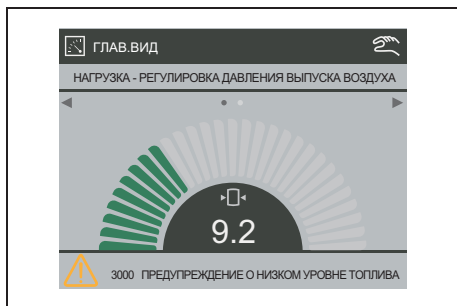 ГЛАВ.ВИД
НАГРУЗКА - РЕГУЛИРОВКА ДАВЛЕНИЯ ВЫПУСКА ВОЗДУХА
9.2
3000 ПРЕДУПРЕЖДЕНИЕ О НИЗКОМ УРОВНЕ ТОПЛИВА